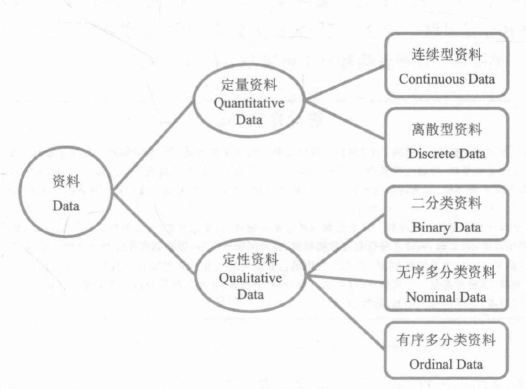 资料
Data
定量资料
Quantitative
Data
连续型资料
Continuous Data
离散型资料
Discrete Data
定性资料
Qualitative
Data
二分类资料
Binary Data
无序多分类资料
Nominal Data
有序多分类资料
Ordinal Data